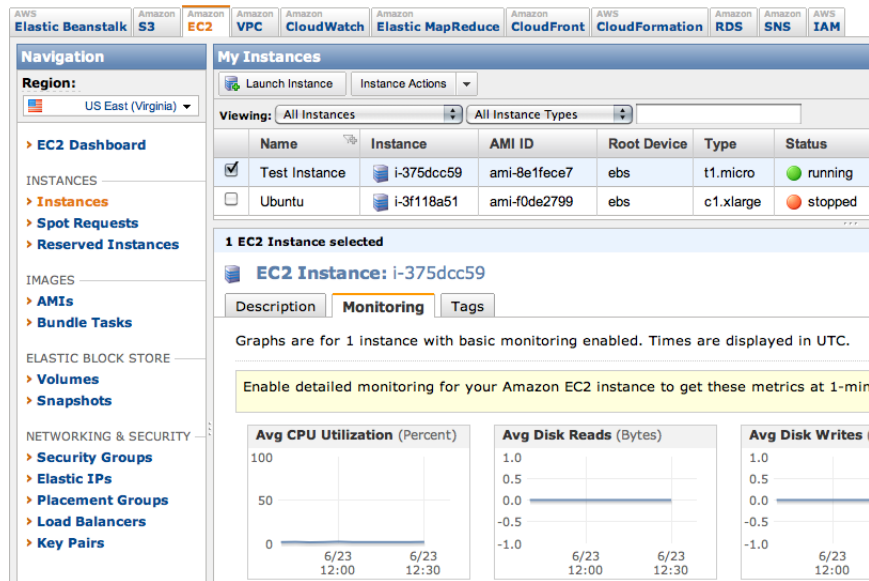 AWS Amazon Amazon Amazon Amazon Amazon Amazon AWS Amazon Amazon AWS
Elastic Beanstalk S3 EC2 VPC CloudWatch Elastic MapReduce CloudFront CloudFormation RDS SNS IAM
Navigation
Region:
US East (Virginia)
EC2 Dashboard
INSTANCES
Instances
Spot Requests
Reserved Instances
IMAGES
AMIs
Bundle Tasks
ELASTIC BLOCK STORE
Volumes
Snapshots
NETWORKING & SECURITY
Security Groups
Elastic IPs
Placement Groups
Load Balancers
Key Pairs
My Instances
Launch Instance Instance Actions
Viewing: All Instances All Instance Types
Name Instance AMI ID Root Device Type Status
Test Instance i-375dcc59 ami-8e1fece7 ebs t1.micro running
Ubuntu i-3f118a51 ami-f0de2799 ebs c1.xlarge stopped
1 EC2 Instance selected
EC2 Instance: i-375dcc59
Description Monitoring Tags
Graphs are for 1 instance with basic monitoring enabled. Times are displayed in UTC.
Enable detailed monitoring for your Amazon EC2 instance to get these metrics at 1-min
Avg CPU Utilization (Percent)
100
50
0
6/23 6/23
12:00 12:30
Avg Disk Reads (Bytes)
1.0
0.5
0.0
-0.5
-1.0
6/23 6/23
12:00 12:30
Avg Disk Writes (
1.0
0.5
0.0
-0.5
-1.0
6/23
12:00